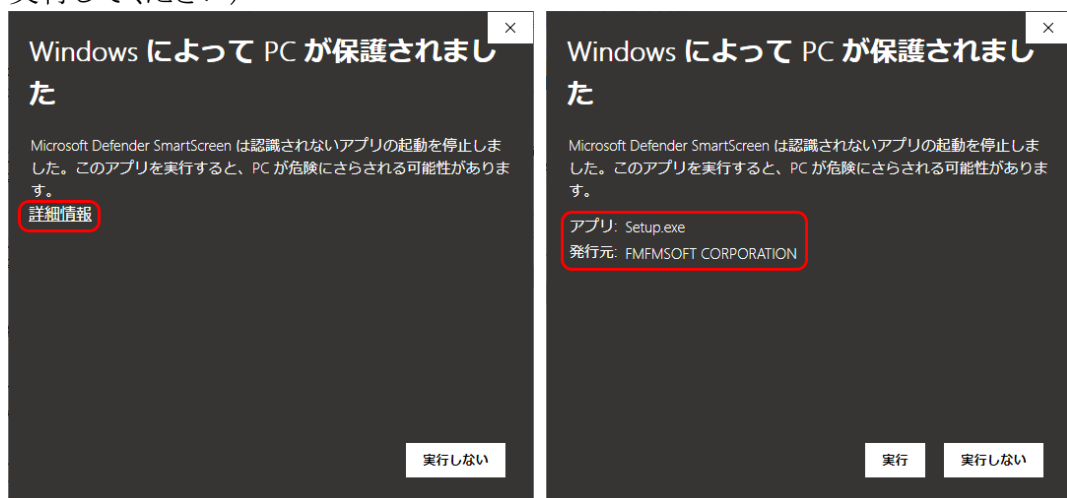 実行してください)
×
Windows によって PC が保護されまし
た
Microsoft Defender SmartScreen は認識されないアプリの起動を停止しま
した。このアプリを実行すると、PC が危険にさらされる可能性がありま
す。
詳細情報
実行しない
×
Windows によって PC が保護されまし
た
Microsoft Defender SmartScreen は認識されないアプリの起動を停止しま
した。このアプリを実行すると、PC が危険にさらされる可能性がありま
す。
アプリ: Setup.exe
発行元: FMFMSOFT CORPORATION
実行 実行しない